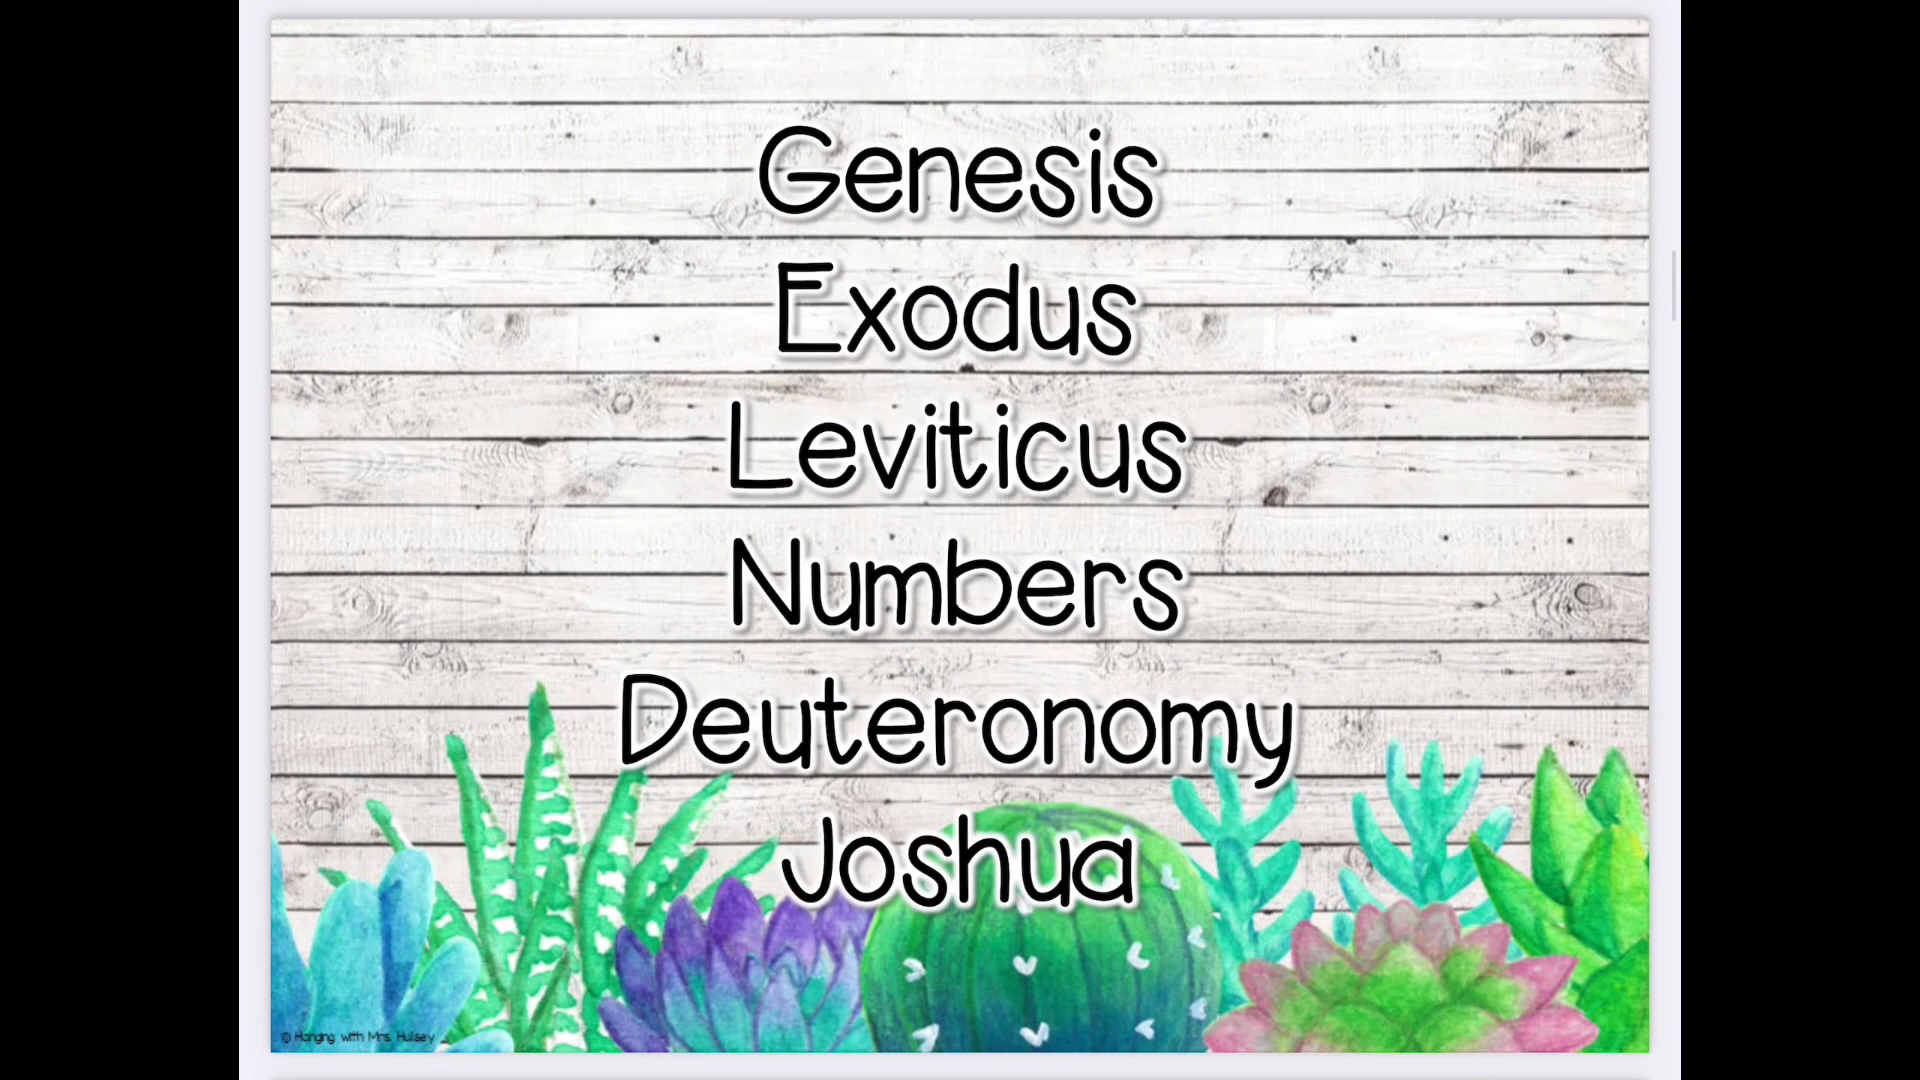 Genesis
Exodus
Leviticus
Numbers
Deuteronomy
Joshua
© Hanging with Mrs. Hulsey